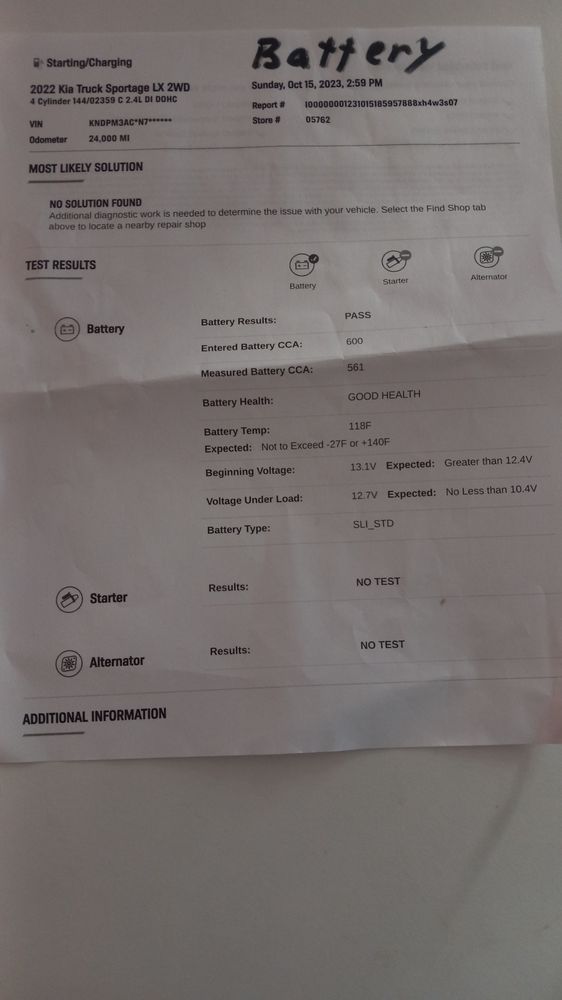 Battery
Starting/Charging
2022 Kia Truck Sportage LX 2WD
4 Cylinder 144/02359 C 2.4L DI DOHC
VIN KNDPM3AC*N7******
Odometer 24,000 MI
Sunday, Oct 15, 2023, 2:59 PM
Report # I00000001231015185957888xh4w3s07
Store # 05762
MOST LIKELY SOLUTION
NO SOLUTION FOUND
Additional diagnostic work is needed to determine the issue with your vehicle. Select the Find Shop tab
above to locate a nearby repair shop
TEST RESULTS
Battery Starter Alternator
Battery
Battery Results: PASS
Entered Battery CCA: 600
Measured Battery CCA: 561
Battery Health: GOOD HEALTH
Battery Temp: 118F
Expected: Not to Exceed -27F or +140F
Beginning Voltage: 13.1V Expected: Greater than 12.4V
Voltage Under Load: 12.7V Expected: No Less than 10.4V
Battery Type: SLI_STD
Starter Results: NO TEST
Alternator Results: NO TEST
ADDITIONAL INFORMATION